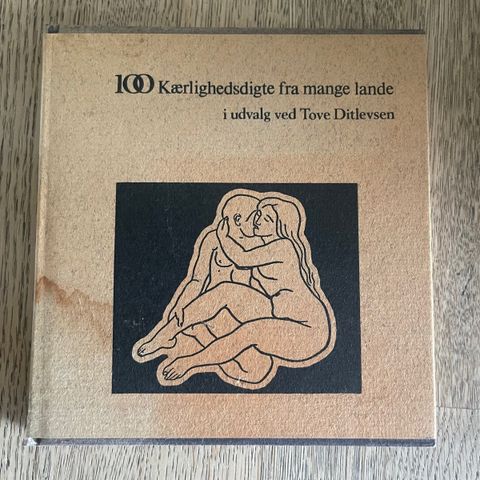 100 Kærlighedsdigte fra mange lande
i udvalg ved Tove Ditlevsen